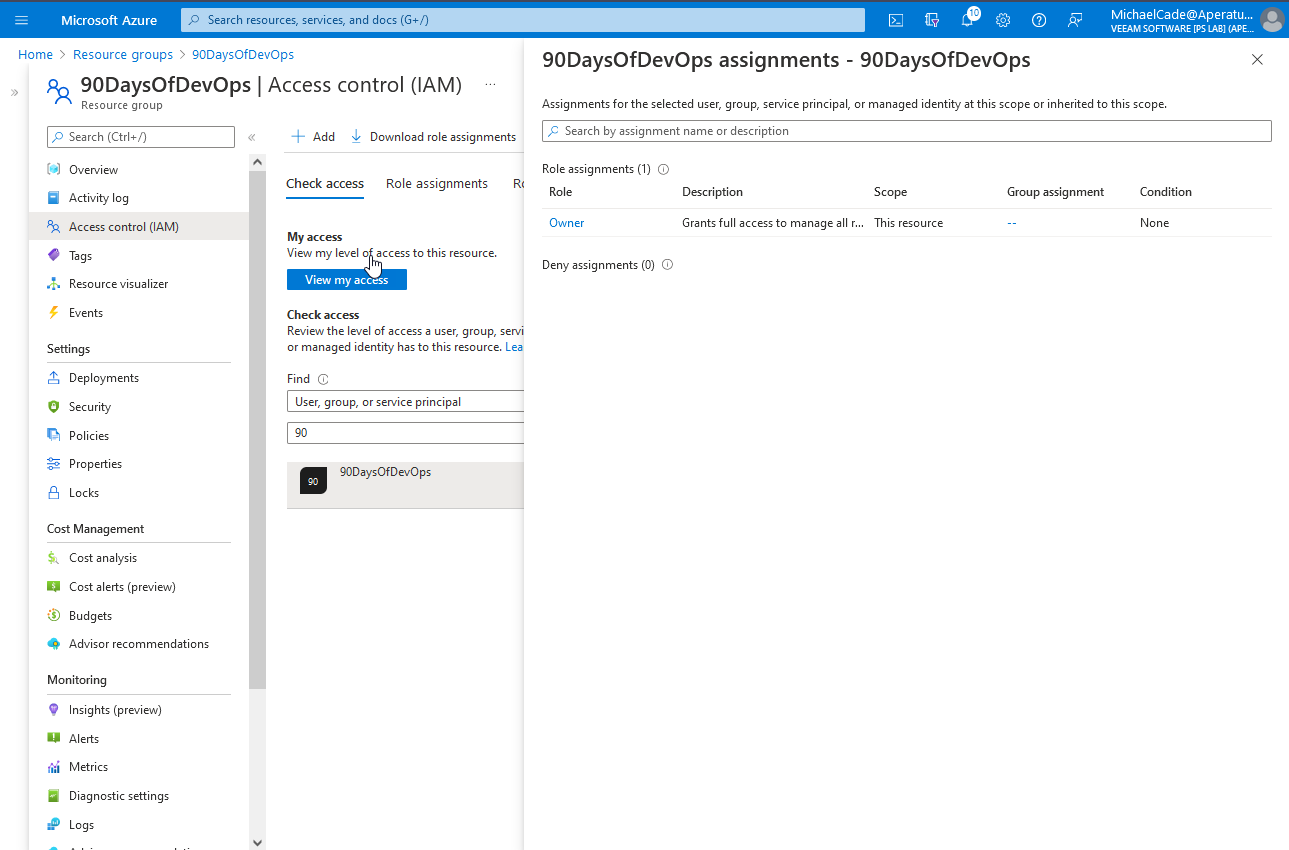 Microsoft Azure
Search resources, services, and docs (G+/)
10
MichaelCade@Aperatu...
VEEAM SOFTWARE [PS LAB] (APE...
Home > Resource groups > 90DaysOfDevOps
90DaysOfDevOps | Access control (IAM) ...
Resource group
Search (Ctrl+/)
Overview
Activity log
Access control (IAM)
Tags
Resource visualizer
Events
Settings
Deployments
Security
Policies
Properties
Locks
Cost Management
Cost analysis
Cost alerts (preview)
Budgets
Advisor recommendations
Monitoring
Insights (preview)
Alerts
Metrics
Diagnostic settings
Logs
Add
Download role assignments
Check access
Role assignments
My access
View my level of access to this resource.
View my access
Check access
Review the level of access a user, group, servi
or managed identity has to this resource. Lea
Find
User, group, or service principal
90
90
90DaysOfDevOps
90DaysOfDevOps assignments - 90DaysOfDevOps
Assignments for the selected user, group, service principal, or managed identity at this scope or inherited to this scope.
Search by assignment name or description
Role assignments (1)
Role Description Scope Group assignment Condition
Owner Grants full access to manage all r... This resource -- None
Deny assignments (0)